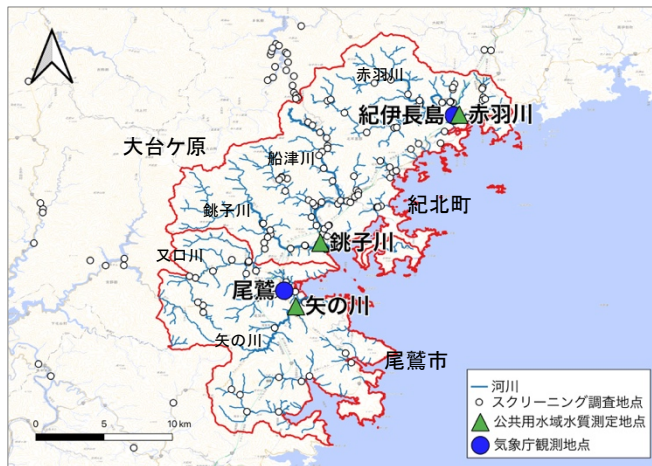 赤羽川
紀伊長島
赤羽川
大台ケ原
船津川
紀北町
銚子川
銚子川
又口川
尾鷲
矢の川
矢の川
尾鷲市
河川
スクリーニング調査地点
公共用水域水質測定地点
気象庁観測地点
0 5 10 km